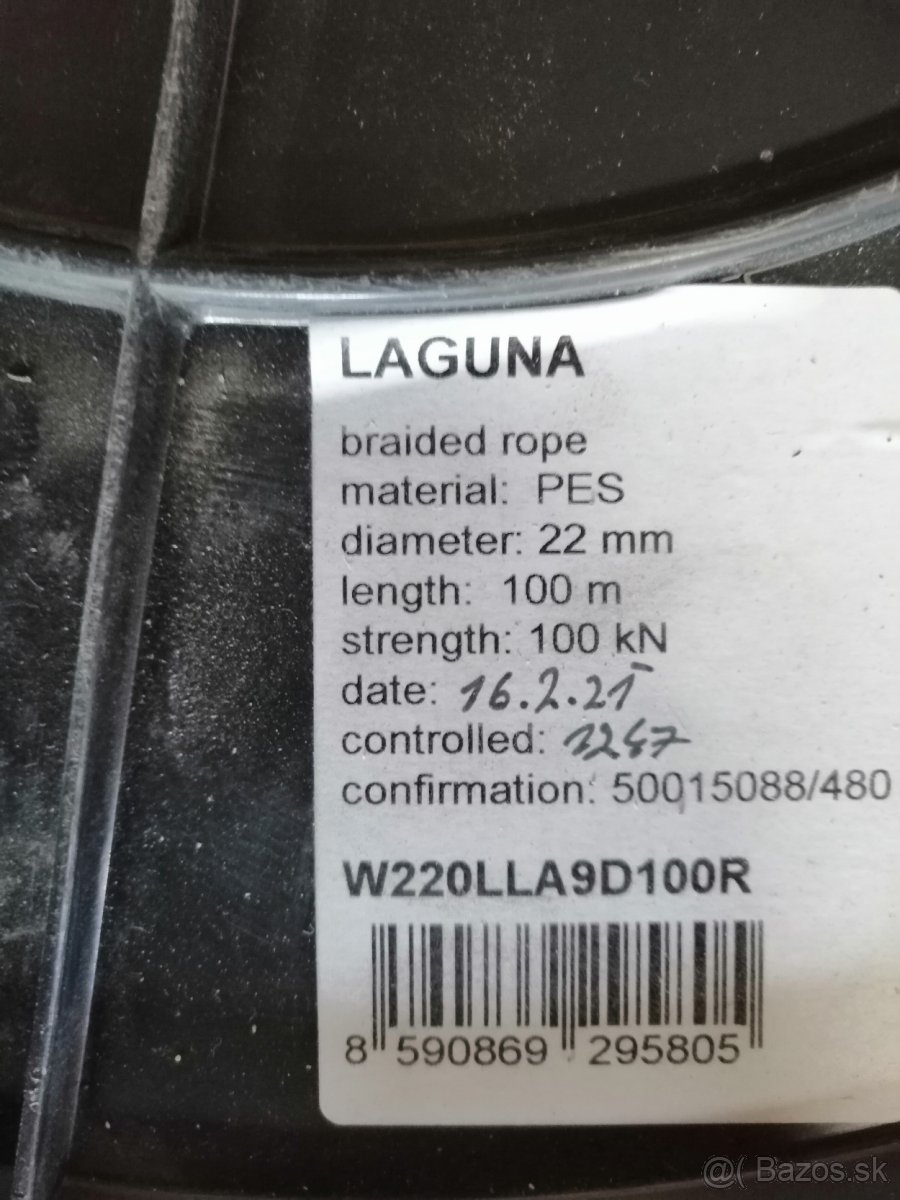 LAGUNA
braided rope
material: PES
diameter: 22 mm
length: 100 m
strength: 100 kN
date: 16.2.21
controlled: 3267
confirmation: 50015088/480
W220LLA9D100R
8 590869 295805
@( Bazos.sk